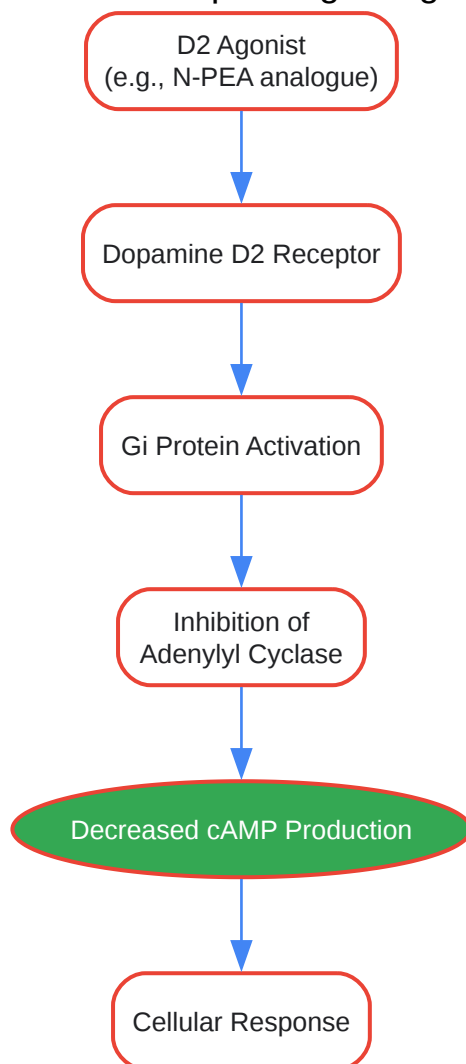 D2 Agonist
(e.g., N-PEA analogue)
Dopamine D2 Receptor
Gi Protein Activation
Inhibition of
Adenylyl Cyclase
Decreased cAMP Production
Cellular Response